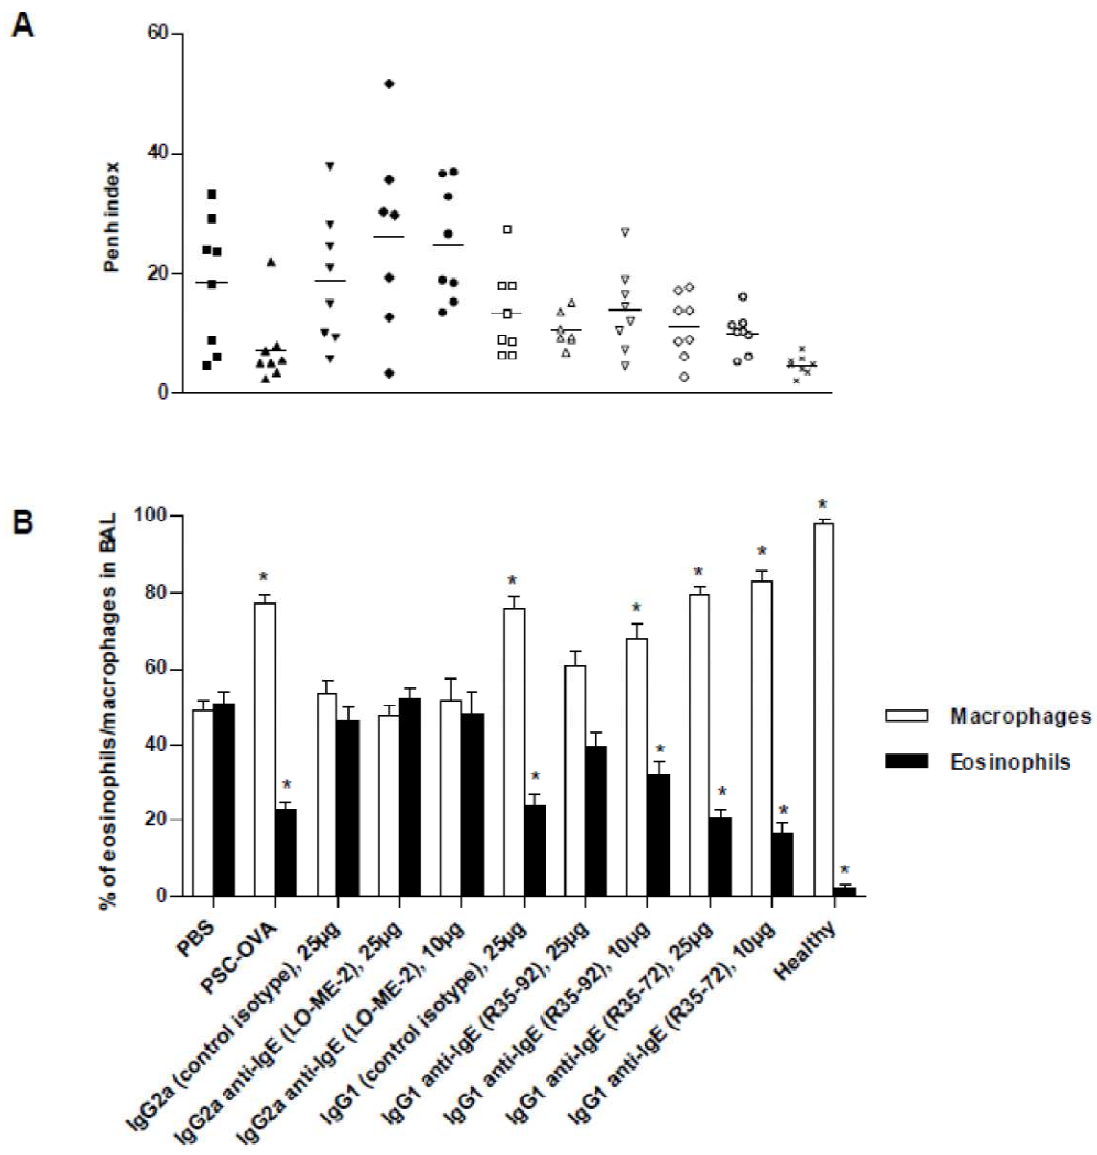 A
60
40
20
0
Penh index
B
100
80
60
40
20
0
% of eosinophils/macrophages in BAL
*
*
*
*
*
*
*
*
*
*
*
*
Macrophages
Eosinophils
PBS
PSC-OVA
IgG2a (control isotype), 25µg
IgG2a anti-IgE (LO-ME-2), 25µg
IgG2a anti-IgE (LO-ME-2), 10µg
IgG1 (control isotype), 25µg
IgG1 anti-IgE (R35-92), 25µg
IgG1 anti-IgE (R35-92), 10µg
IgG1 anti-IgE (R35-72), 25µg
IgG1 anti-IgE (R35-72), 10µg
Healthy